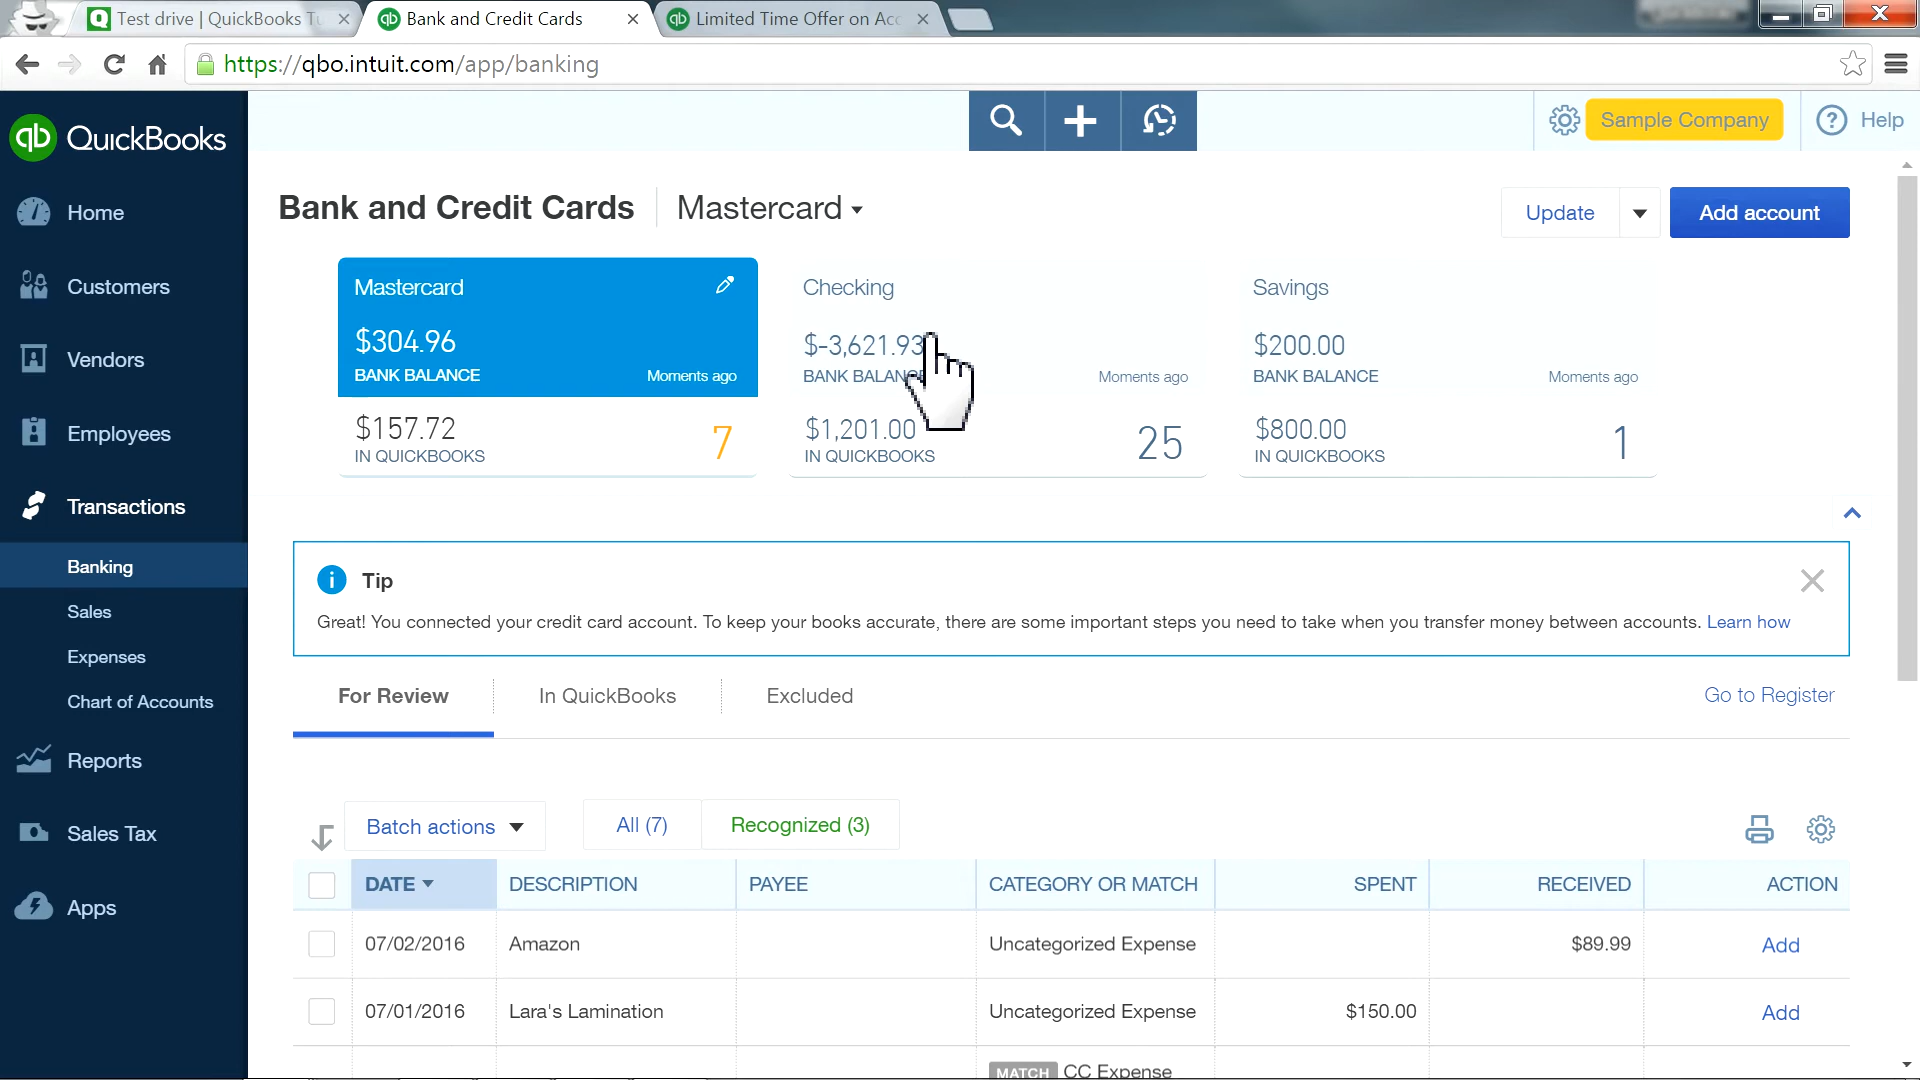 Test drive | QuickBooks Tu
Bank and Credit Cards
Limited Time Offer on Acc
https://qbo.intuit.com/app/banking
qb QuickBooks
Sample Company
Help
Home
Customers
Vendors
Employees
Transactions
Banking
Sales
Expenses
Chart of Accounts
Reports
Sales Tax
Apps
Bank and Credit Cards Mastercard
Update
Add account
Mastercard
$304.96
BANK BALANCE Moments ago
$157.72
IN QUICKBOOKS
7
Checking
$-3,621.93
BANK BALANC Moments ago
$1,201.00
IN QUICKBOOKS
25
Savings
$200.00
BANK BALANCE Moments ago
$800.00
IN QUICKBOOKS
1
Tip
Great! You connected your credit card account. To keep your books accurate, there are some important steps you need to take when you transfer money between accounts. Learn how
For Review In QuickBooks Excluded Go to Register
Batch actions All (7) Recognized (3)
DATE DESCRIPTION PAYEE CATEGORY OR MATCH SPENT RECEIVED ACTION
07/02/2016 Amazon Uncategorized Expense $89.99 Add
07/01/2016 Lara's Lamination Uncategorized Expense $150.00 Add
MATCH CC Expense